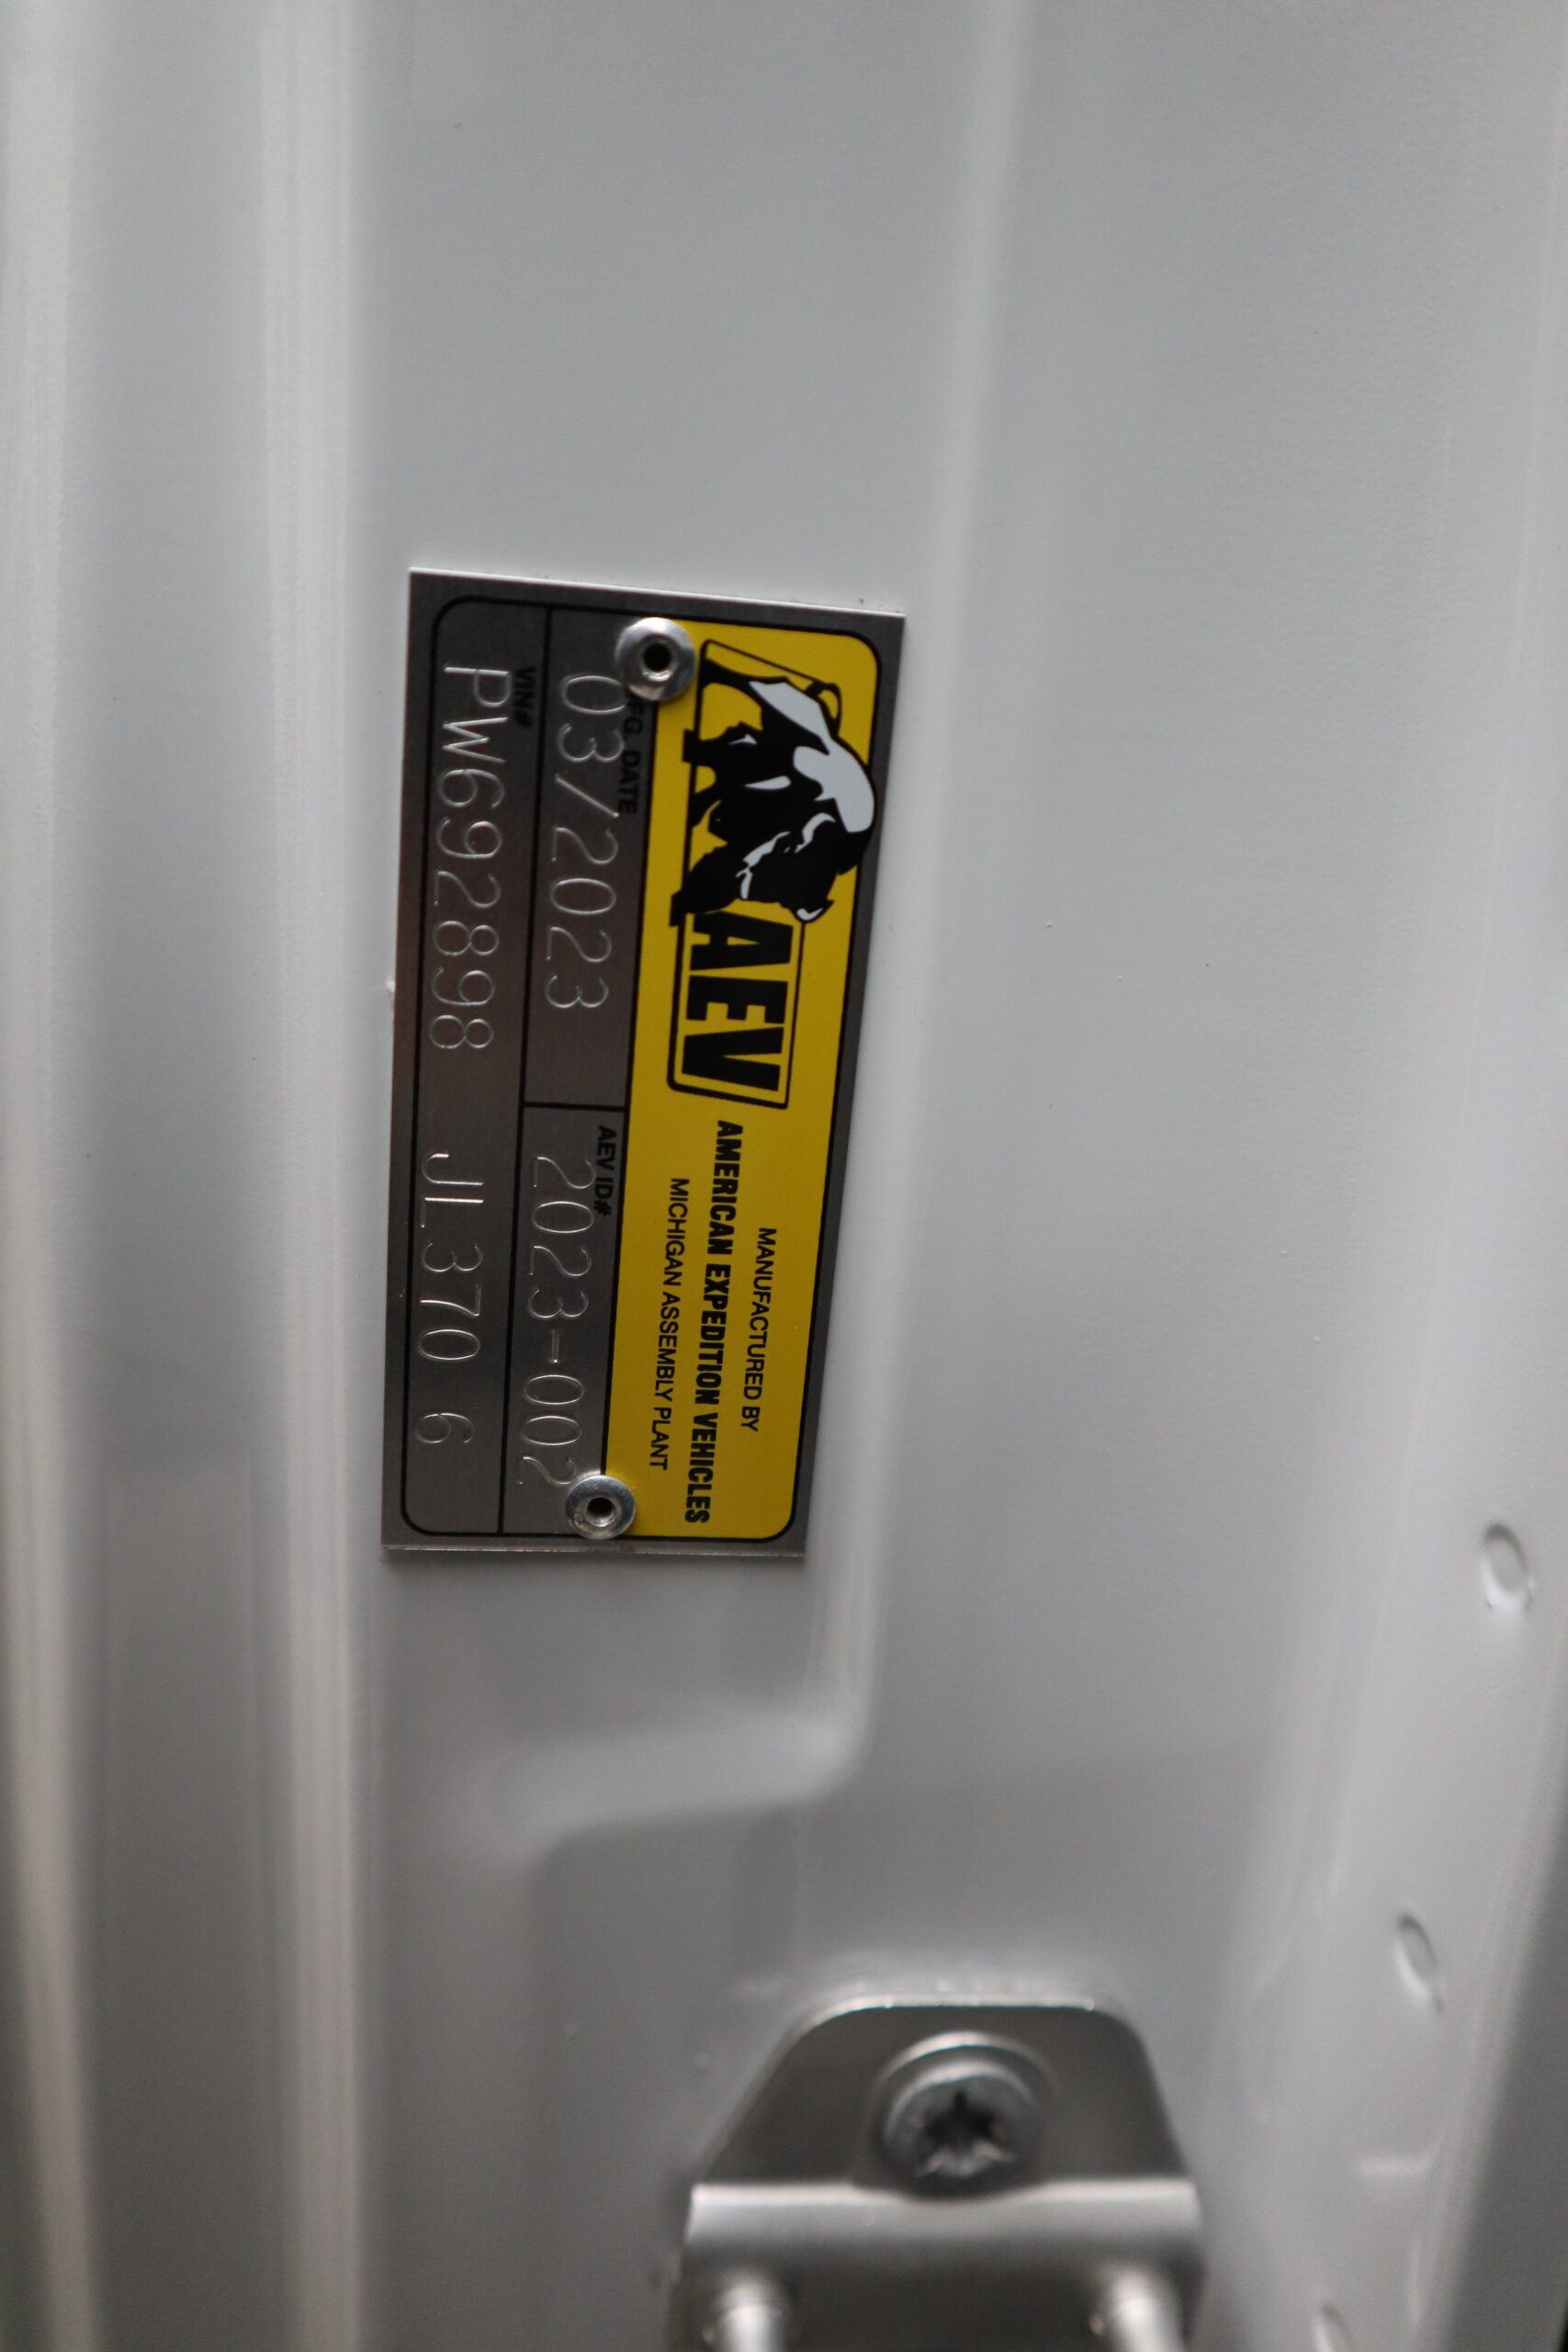 AEV
MANUFACTURED BY
AMERICAN EXPEDITION VEHICLES
MICHIGAN ASSEMBLY PLANT
FG. DATE
03/2023
AEV ID#
2023-002
VIN#
PW692898 JL370 6